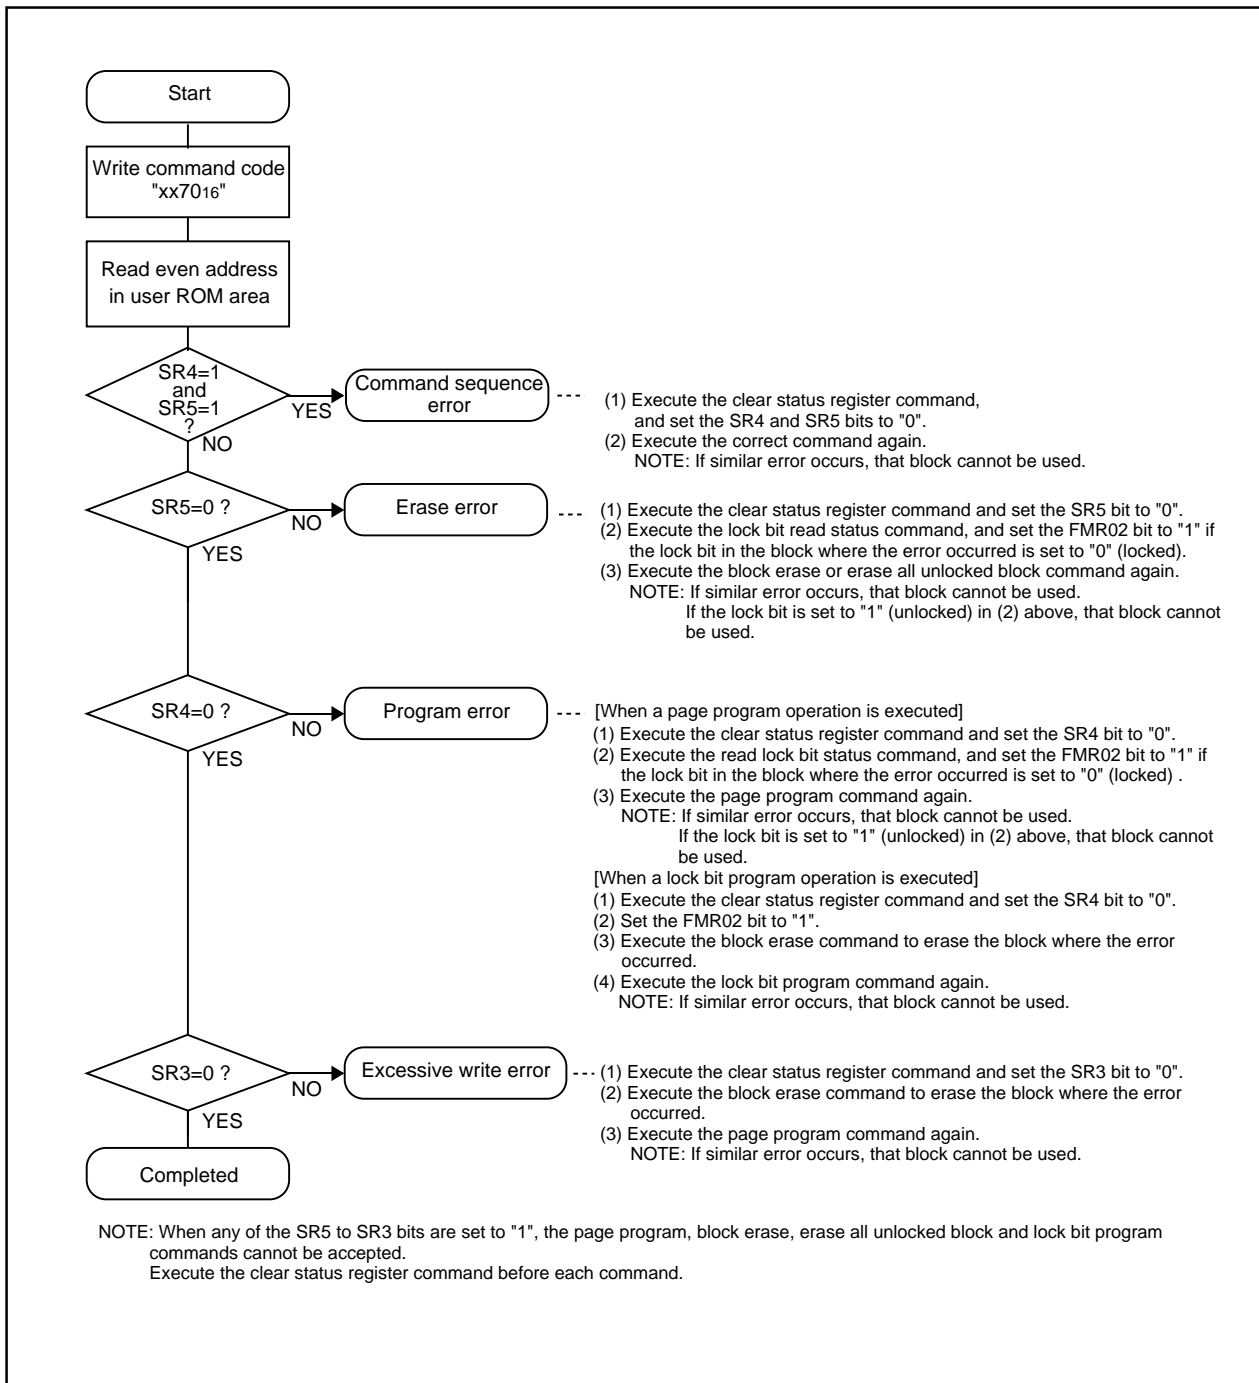 Start
Write command code
"xx7016"
Read even address
in user ROM area
SR4=1
and
SR5=1
?
YES
NO
Command sequence
error
(1) Execute the clear status register command,
and set the SR4 and SR5 bits to "0".
(2) Execute the correct command again.
NOTE: If similar error occurs, that block cannot be used.
SR5=0 ?
NO
YES
Erase error
(1) Execute the clear status register command and set the SR5 bit to "0".
(2) Execute the lock bit read status command, and set the FMR02 bit to "1" if
the lock bit in the block where the error occurred is set to "0" (locked).
(3) Execute the block erase or erase all unlocked block command again.
NOTE: If similar error occurs, that block cannot be used.
If the lock bit is set to "1" (unlocked) in (2) above, that block cannot
be used.
SR4=0 ?
NO
YES
Program error
[When a page program operation is executed]
(1) Execute the clear status register command and set the SR4 bit to "0".
(2) Execute the read lock bit status command, and set the FMR02 bit to "1" if
the lock bit in the block where the error occurred is set to "0" (locked) .
(3) Execute the page program command again.
NOTE: If similar error occurs, that block cannot be used.
If the lock bit is set to "1" (unlocked) in (2) above, that block cannot
be used.
[When a lock bit program operation is executed]
(1) Execute the clear status register command and set the SR4 bit to "0".
(2) Set the FMR02 bit to "1".
(3) Execute the block erase command to erase the block where the error
occurred.
(4) Execute the lock bit program command again.
NOTE: If similar error occurs, that block cannot be used.
SR3=0 ?
NO
YES
Excessive write error
(1) Execute the clear status register command and set the SR3 bit to "0".
(2) Execute the block erase command to erase the block where the error
occurred.
(3) Execute the page program command again.
NOTE: If similar error occurs, that block cannot be used.
Completed
NOTE: When any of the SR5 to SR3 bits are set to "1", the page program, block erase, erase all unlocked block and lock bit program
commands cannot be accepted.
Execute the clear status register command before each command.